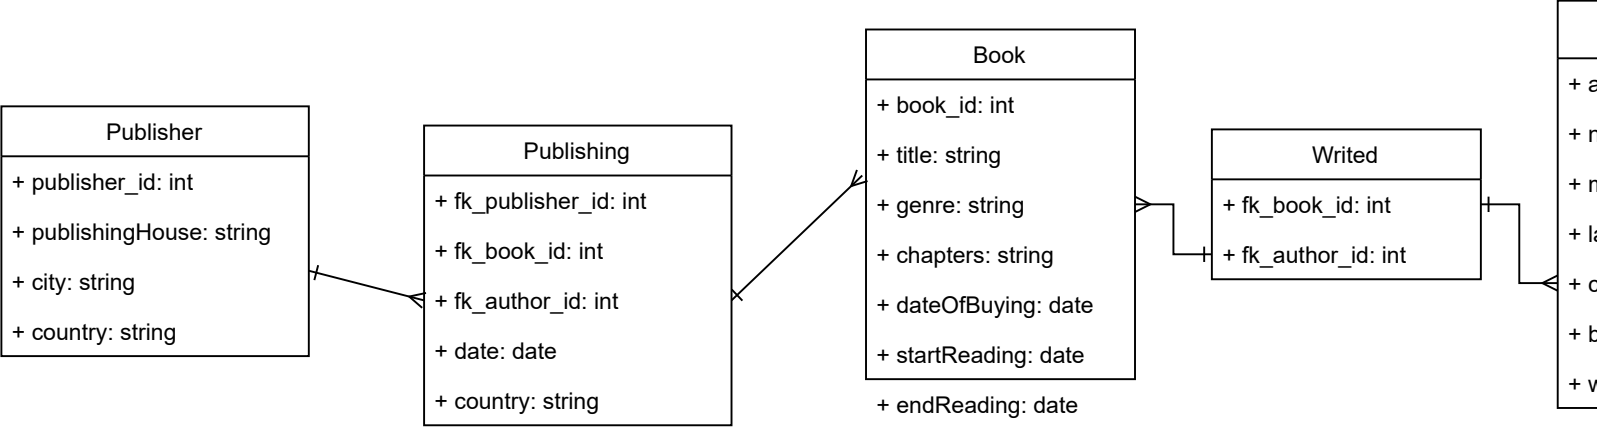 Publisher
+ publisher_id: int
+ publishingHouse: string
+ city: string
+ country: string
Publishing
+ fk_publisher_id: int
+ fk_book_id: int
+ fk_author_id: int
+ date: date
+ country: string
Book
+ book_id: int
+ title: string
+ genre: string
+ chapters: string
+ dateOfBuying: date
+ startReading: date
+ endReading: date
Writed
+ fk_book_id: int
+ fk_author_id: int